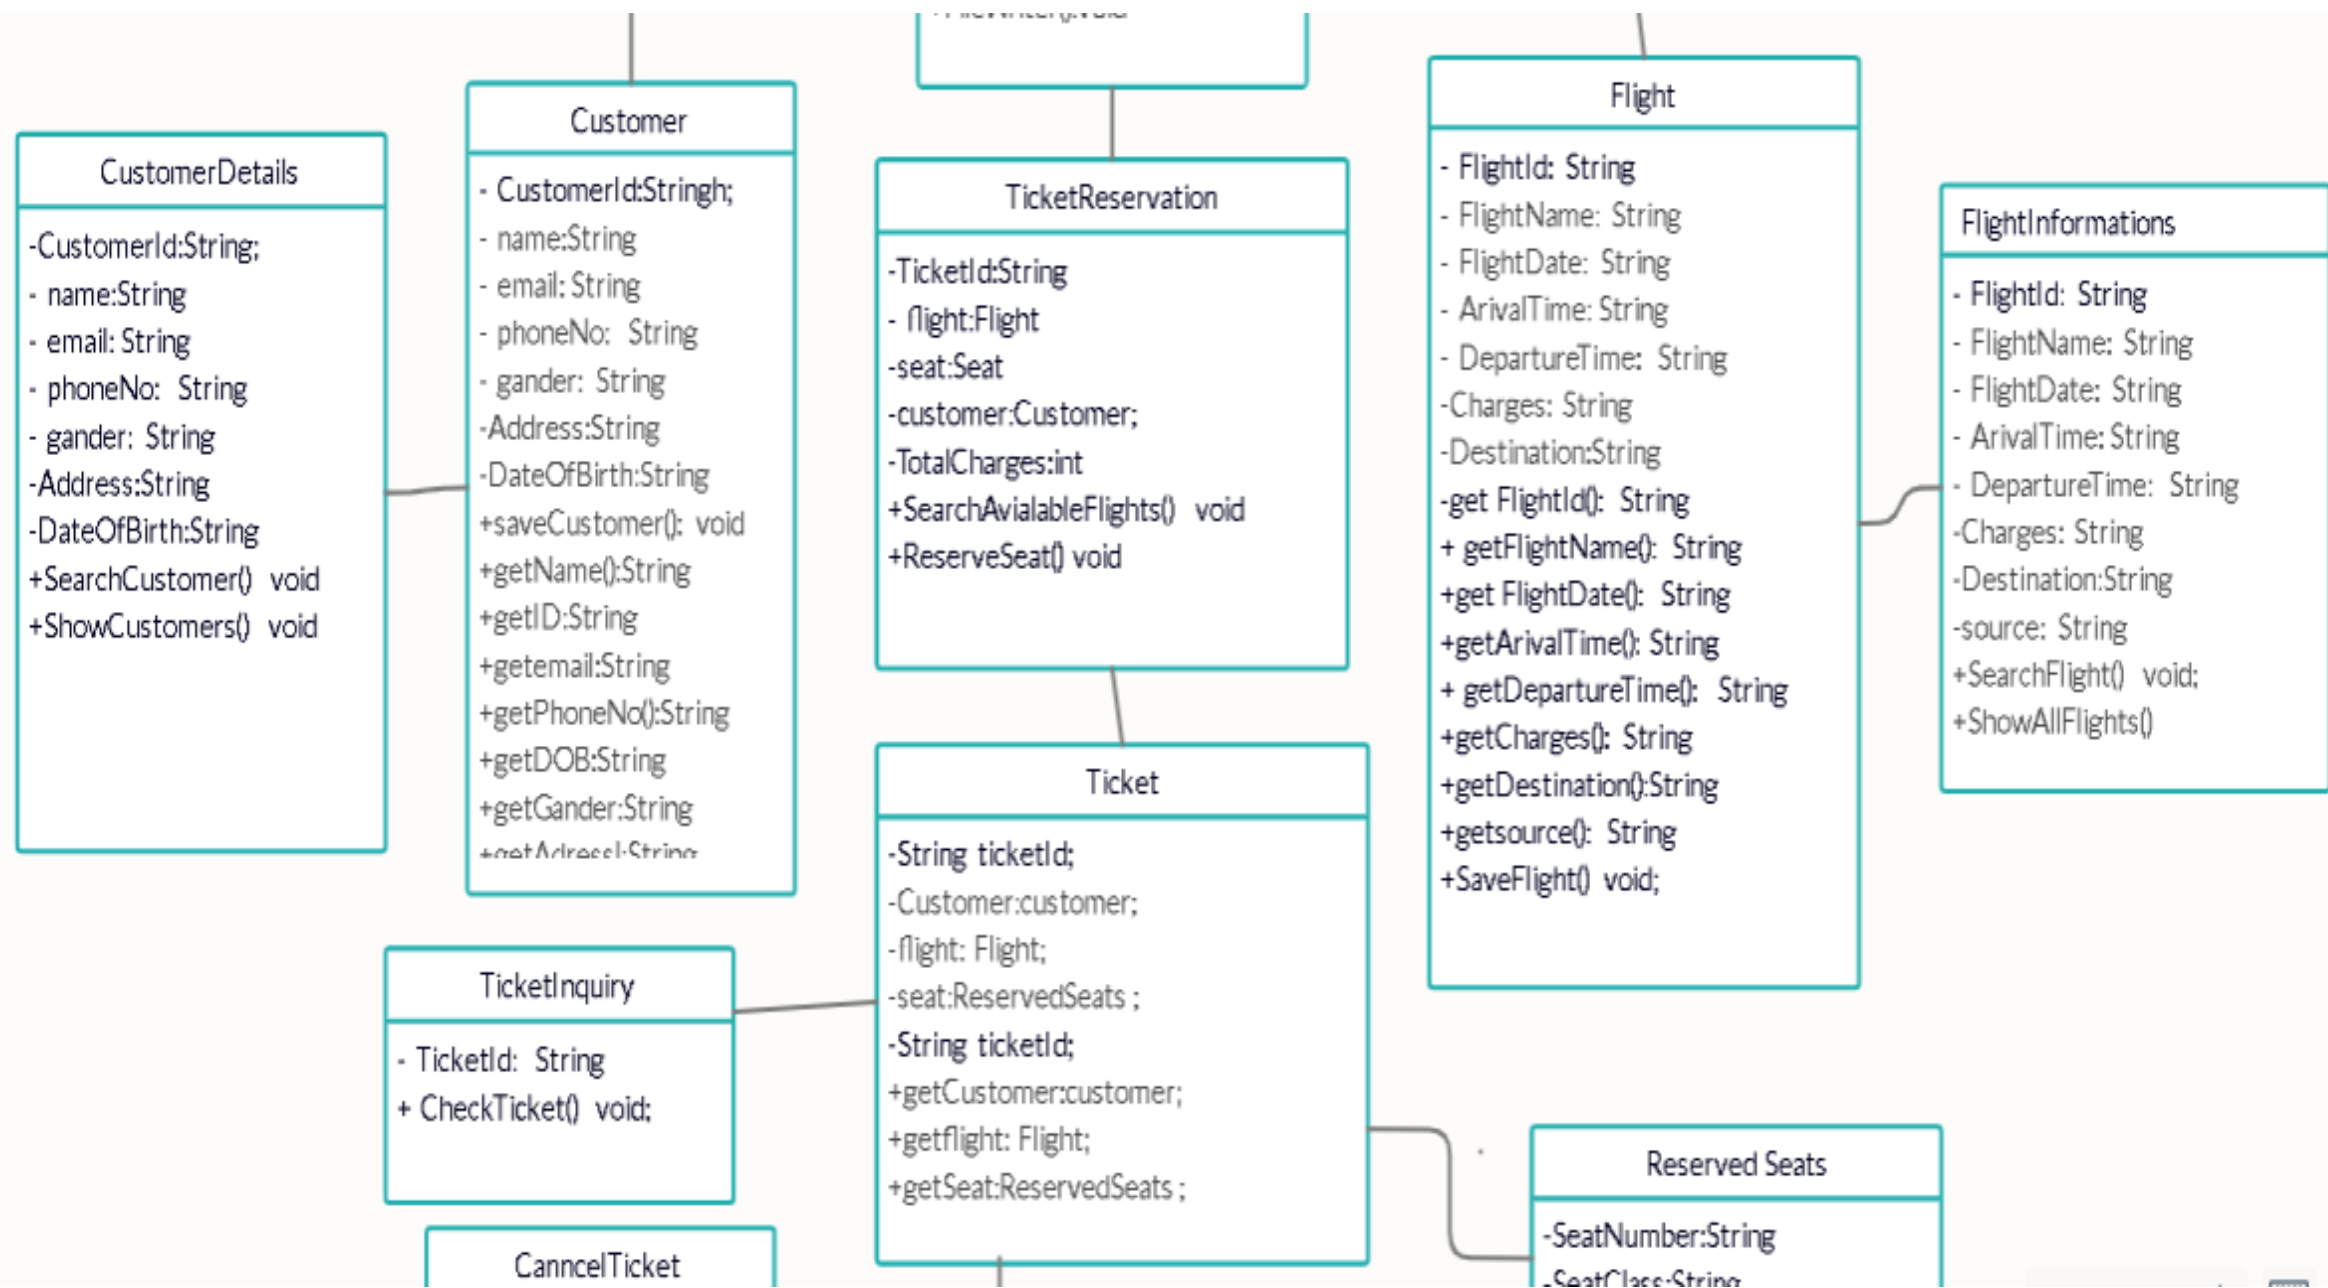 CustomerDetails
-CustomerId:String;
- name:String
- email: String
- phoneNo: String
- gander: String
-Address:String
-DateOfBirth:String
+SearchCustomer() void
+ShowCustomers() void
Customer
- CustomerId:Stringh;
- name:String
- email: String
- phoneNo: String
- gander: String
-Address:String
-DateOfBirth:String
+saveCustomer(): void
+getName():String
+getID:String
+getemail:String
+getPhoneNo():String
+getDOB:String
+getGander:String
TicketReservation
-TicketId:String
- flight:Flight
-seat:Seat
-customer:Customer;
-TotalCharges:int
+SearchAvialableFlights() void
+ReserveSeat() void
Flight
- FlightId: String
- FlightName: String
- FlightDate: String
- ArivalTime: String
- DepartureTime: String
-Charges: String
-Destination:String
-get FlightId(): String
+ getFlightName(): String
+get FlightDate(): String
+getArivalTime(): String
+ getDepartureTime(): String
+getCharges(): String
+getDestination():String
+getsource(): String
+SaveFlight() void;
FlightInformations
- FlightId: String
- FlightName: String
- FlightDate: String
- ArivalTime: String
- DepartureTime: String
-Charges: String
-Destination:String
-source: String
+SearchFlight() void;
+ShowAllFlights()
TicketInquiry
- TicketId: String
+ CheckTicket() void;
Ticket
-String ticketId;
-Customer:customer;
-flight: Flight;
-seat:ReservedSeats ;
-String ticketId;
+getCustomer:customer;
+getflight: Flight;
+getSeat:ReservedSeats ;
CanncelTicket
Reserved Seats
-SeatNumber:String
-SeatClass:String